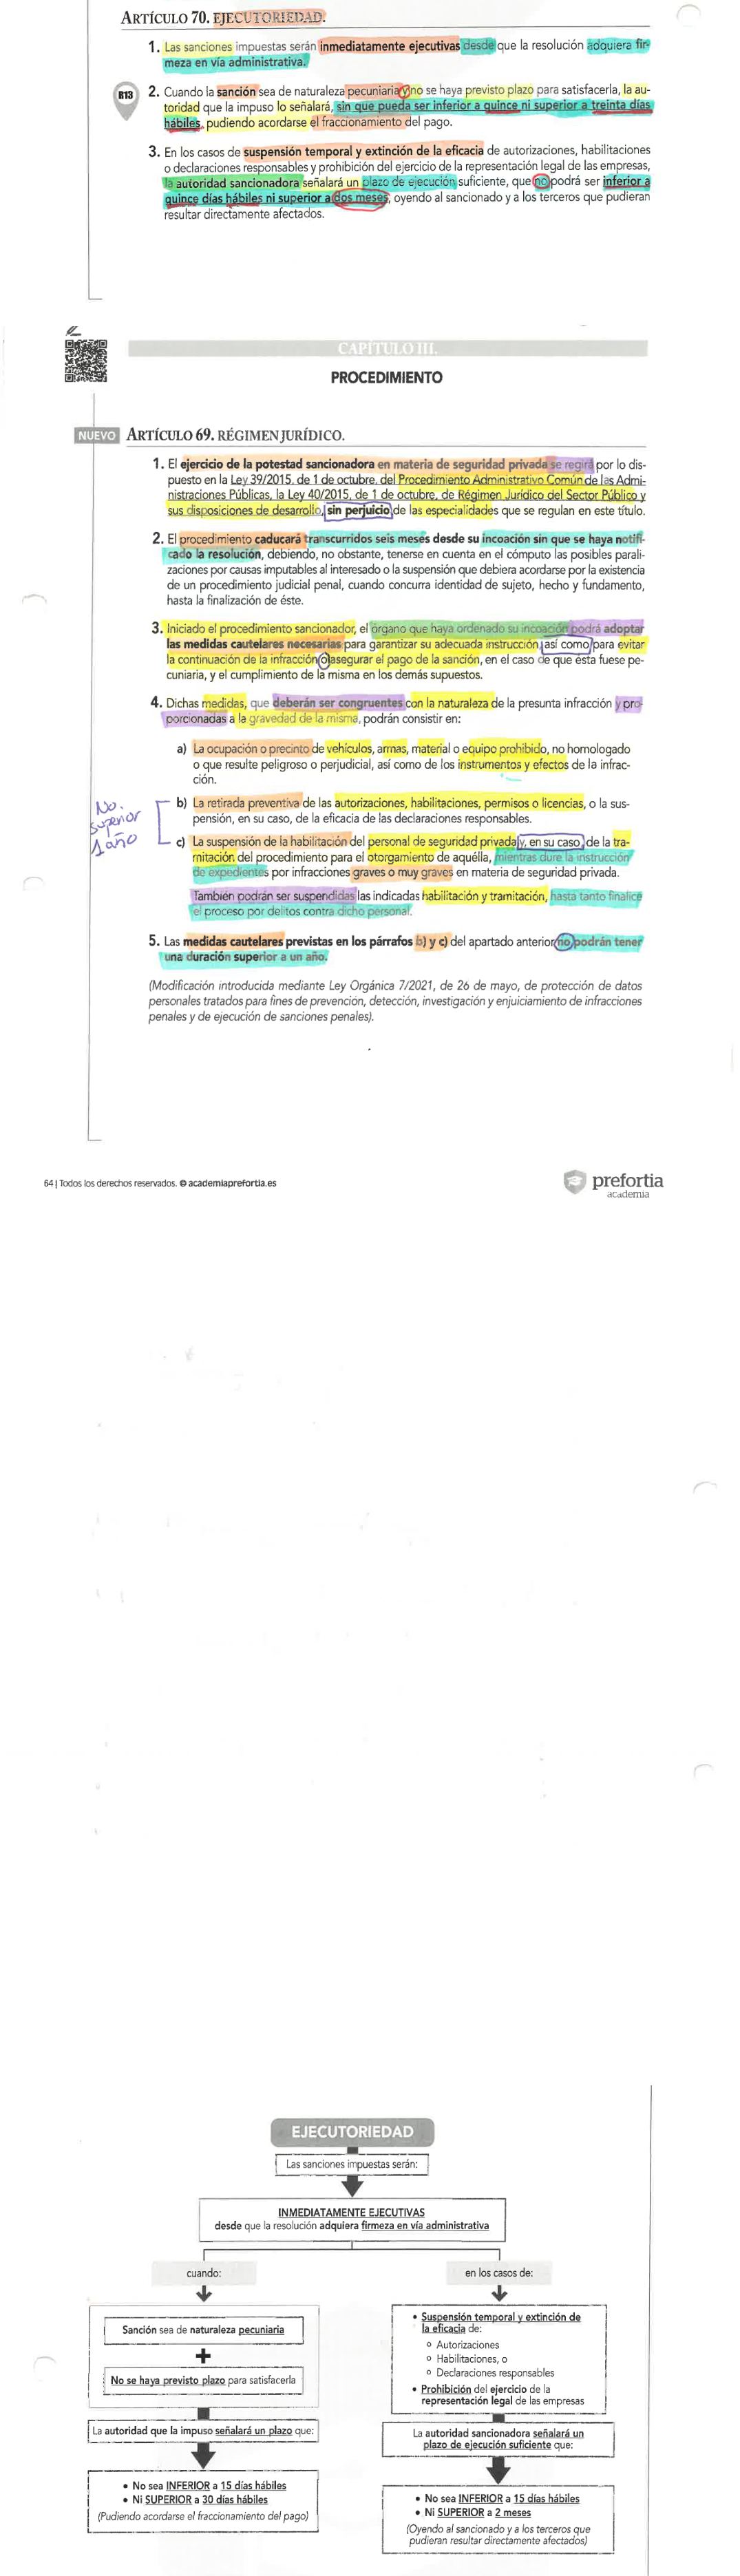 ARTÍCULO 70. EJECUTORIEDAD.
1. Las sanciones impuestas serán inmediatamente ejecutivas desde que la resolución adquiera fir-
meza en vía administrativa.
R13
2. Cuando la sanción sea de naturaleza pecuniaria y no se haya previsto plazo para satisfacerla, la au-
toridad que la impuso lo señalará, sin que pueda ser inferior a quince ni superior a treinta días
hábiles, pudiendo acordarse el fraccionamiento del pago.
3. En los casos de suspensión temporal y extinción de la eficacia de autorizaciones, habilitaciones
o declaraciones responsables y prohibición del ejercicio de la representación legal de las empresas,
la autoridad sancionadora señalará un plazo de ejecución suficiente, que no podrá ser inferior a
quince días hábiles ni superior a dos meses, oyendo al sancionado y a los terceros que pudieran
resultar directamente afectados.
CAPÍTULO III.
PROCEDIMIENTO
NUEVO
ARTÍCULO 69. RÉGIMEN JURÍDICO.
1. El ejercicio de la potestad sancionadora en materia de seguridad privada se regirá por lo dis-
puesto en la Ley 39/2015, de 1 de octubre, del Procedimiento Administrativo Común de las Admi-
nistraciones Públicas, la Ley 40/2015, de 1 de octubre, de Régimen Jurídico del Sector Público y
sus disposiciones de desarrollo, sin perjuicio de las especialidades que se regulan en este título.
2. El procedimiento caducará transcurridos seis meses desde su incoación sin que se haya notifi-
cado la resolución, debiendo, no obstante, tenerse en cuenta en el cómputo las posibles parali-
zaciones por causas imputables al interesado o la suspensión que debiera acordarse por la existencia
de un procedimiento judicial penal, cuando concurra identidad de sujeto, hecho y fundamento,
hasta la finalización de éste.
3. Iniciado el procedimiento sancionador, el órgano que haya ordenado su incoación podrá adoptar
las medidas cautelares necesarias para garantizar su adecuada instrucción, así como para evitar
la continuación de la infracción o asegurar el pago de la sanción, en el caso de que ésta fuese pe-
cuniaria, y el cumplimiento de la misma en los demás supuestos.
4. Dichas medidas, que deberán ser congruentes con la naturaleza de la presunta infracción y pro-
porcionadas a la gravedad de la misma, podrán consistir en:
a) La ocupación o precinto de vehículos, armas, material o equipo prohibido, no homologado
o que resulte peligroso o perjudicial, así como de los instrumentos y efectos de la infrac-
ción.
No.
superior
1 año
b) La retirada preventiva de las autorizaciones, habilitaciones, permisos o licencias, o la sus-
pensión, en su caso, de la eficacia de las declaraciones responsables.
c) La suspensión de la habilitación del personal de seguridad privada y, en su caso, de la tra-
mitación del procedimiento para el otorgamiento de aquélla, mientras dure la instrucción
de expedientes por infracciones graves o muy graves en materia de seguridad privada.
También podrán ser suspendidas las indicadas habilitación y tramitación, hasta tanto finalice
el proceso por delitos contra dicho personal.
5. Las medidas cautelares previstas en los párrafos b) y c) del apartado anterior no podrán tener
una duración superior a un año.
(Modificación introducida mediante Ley Orgánica 7/2021, de 26 de mayo, de protección de datos
personales tratados para fines de prevención, detección, investigación y enjuiciamiento de infracciones
penales y de ejecución de sanciones penales).
64 | Todos los derechos reservados. © academiaprefortia.es
prefortia
academia
EJECUTORIEDAD
Las sanciones impuestas serán:
INMEDIATAMENTE EJECUTIVAS
desde que la resolución adquiera firmeza en vía administrativa
cuando:
Sanción sea de naturaleza pecuniaria
+
No se haya previsto plazo para satisfacerla
La autoridad que la impuso señalará un plazo que:
• No sea INFERIOR a 15 días hábiles
• Ni SUPERIOR a 30 días hábiles
(Pudiendo acordarse el fraccionamiento del pago)
en los casos de:
• Suspensión temporal y extinción de
la eficacia de:
o Autorizaciones
o Habilitaciones, o
o Declaraciones responsables
• Prohibición del ejercicio de la
representación legal de las empresas
La autoridad sancionadora señalará un
plazo de ejecución suficiente que:
• No sea INFERIOR a 15 días hábiles
• Ni SUPERIOR a 2 meses
(Oyendo al sancionado y a los terceros que
pudieran resultar directamente afectados)